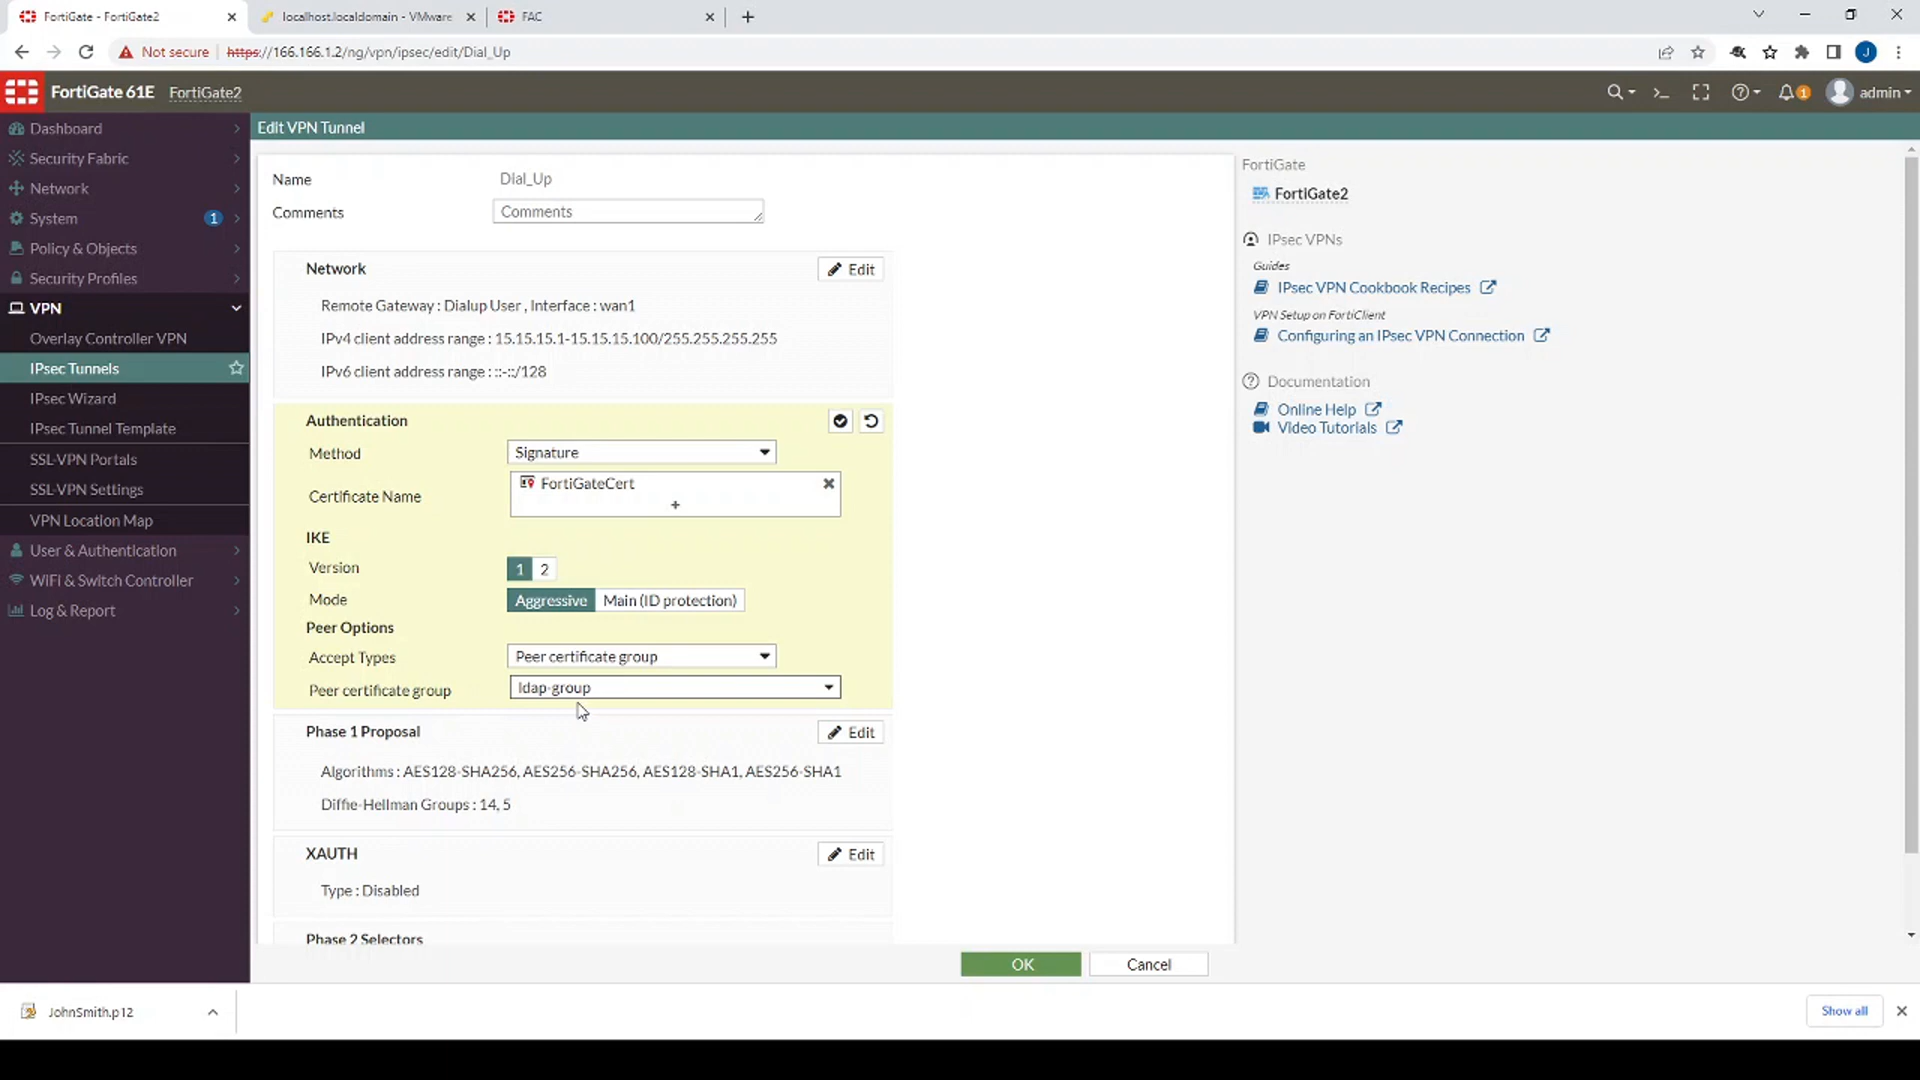 FortiGate - FortiGate2
localhost.localdomain - VMware
FAC
Not secure
https://166.166.1.2/ng/vpn/ipsec/edit/Dial_Up
J
FortiGate 61E
FortiGate2
1
admin
Dashboard
Security Fabric
Network
System
1
Policy & Objects
Security Profiles
VPN
Overlay Controller VPN
IPsec Tunnels
IPsec Wizard
IPsec Tunnel Template
SSL-VPN Portals
SSL-VPN Settings
VPN Location Map
User & Authentication
WiFi & Switch Controller
Log & Report
Edit VPN Tunnel
Name
Dial_Up
Comments
Comments
Network
Edit
Remote Gateway : Dialup User , Interface : wan1
IPv4 client address range : 15.15.15.1-15.15.15.100/255.255.255.255
IPv6 client address range : ::-::/128
Authentication
Method
Signature
Certificate Name
FortiGateCert
+
IKE
Version
1 2
Mode
Aggressive Main (ID protection)
Peer Options
Accept Types
Peer certificate group
Peer certificate group
ldap-group
Phase 1 Proposal
Edit
Algorithms : AES128-SHA256, AES256-SHA256, AES128-SHA1, AES256-SHA1
Diffie-Hellman Groups : 14, 5
XAUTH
Edit
Type : Disabled
Phase 2 Selectors
OK
Cancel
FortiGate
FortiGate2
IPsec VPNs
Guides
IPsec VPN Cookbook Recipes
VPN Setup on FortiClient
Configuring an IPsec VPN Connection
Documentation
Online Help
Video Tutorials
JohnSmith.p12
Show all